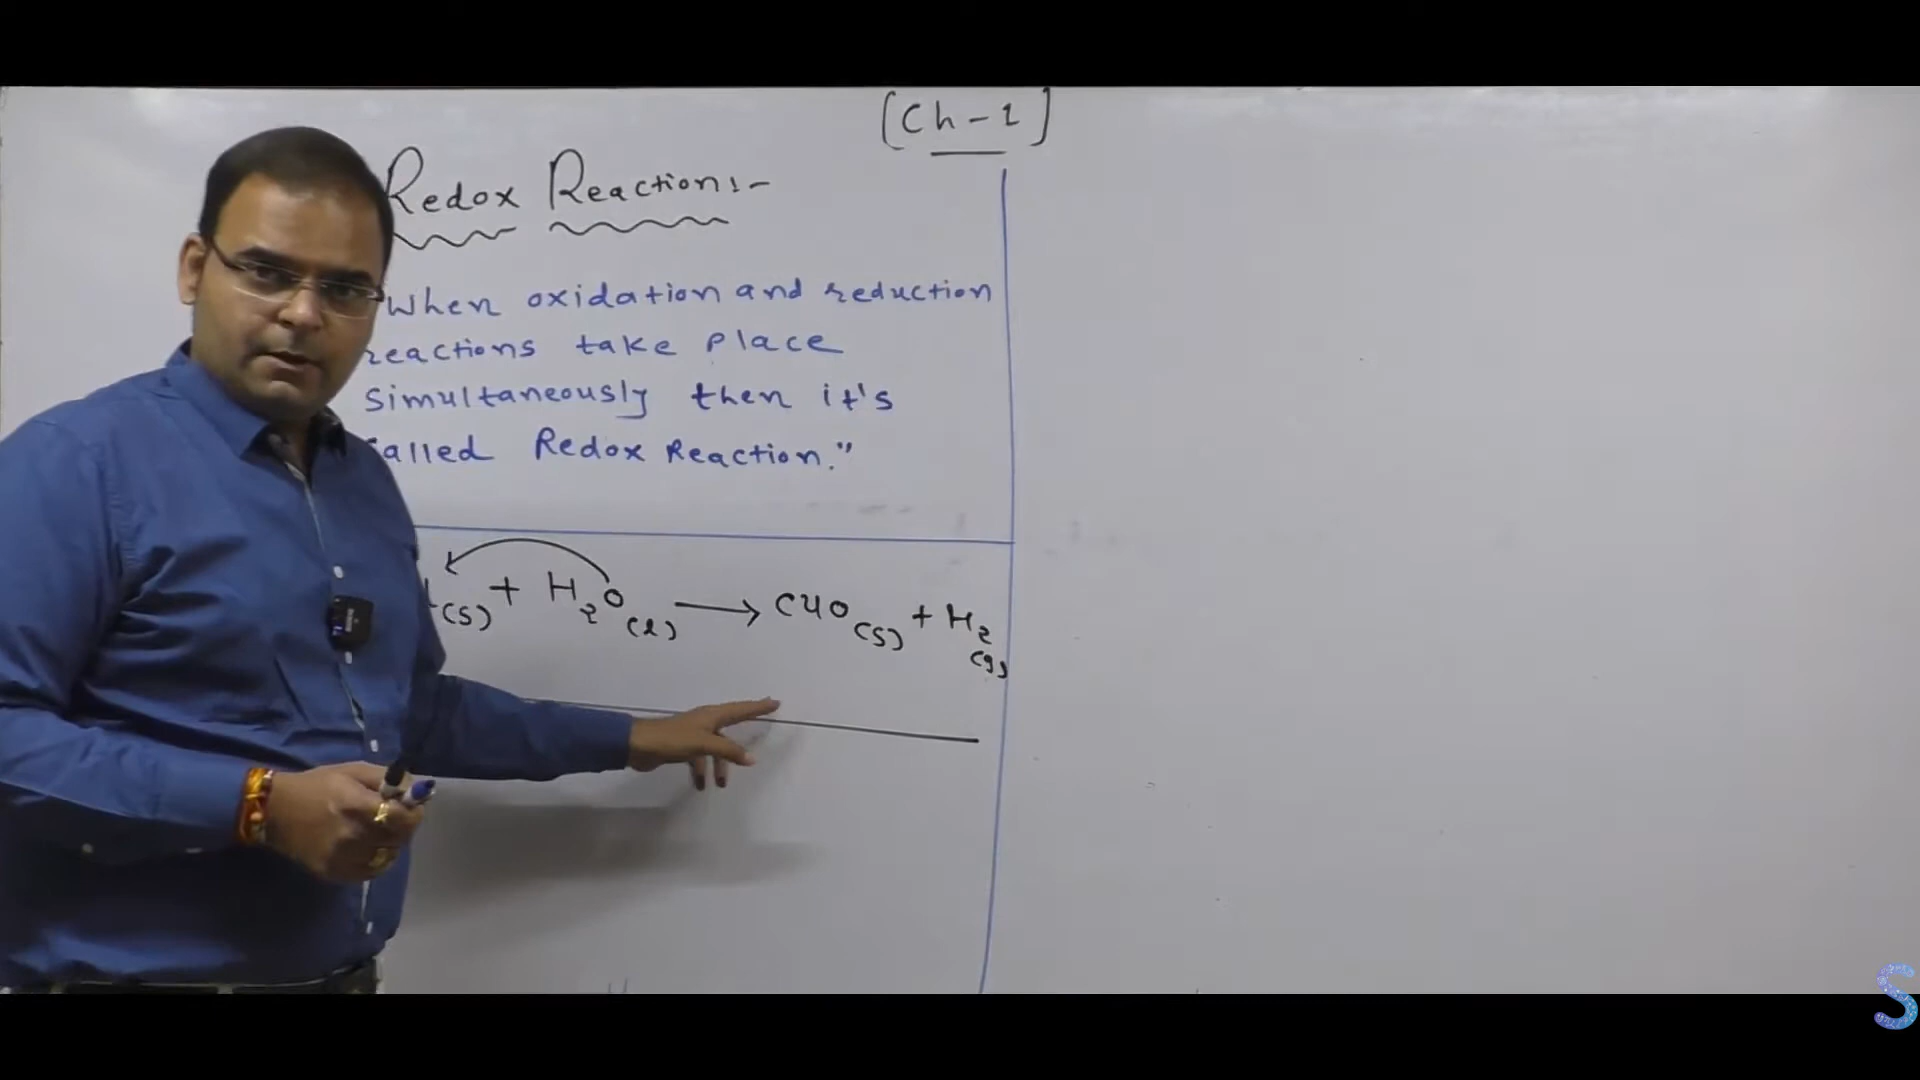 [Ch-1]
Redox Reaction:-
"When oxidation and reduction
reactions take place
simultaneously then it's
called Redox Reaction."
(s) + H2O(l) → CuO(s) + H2(g)
S